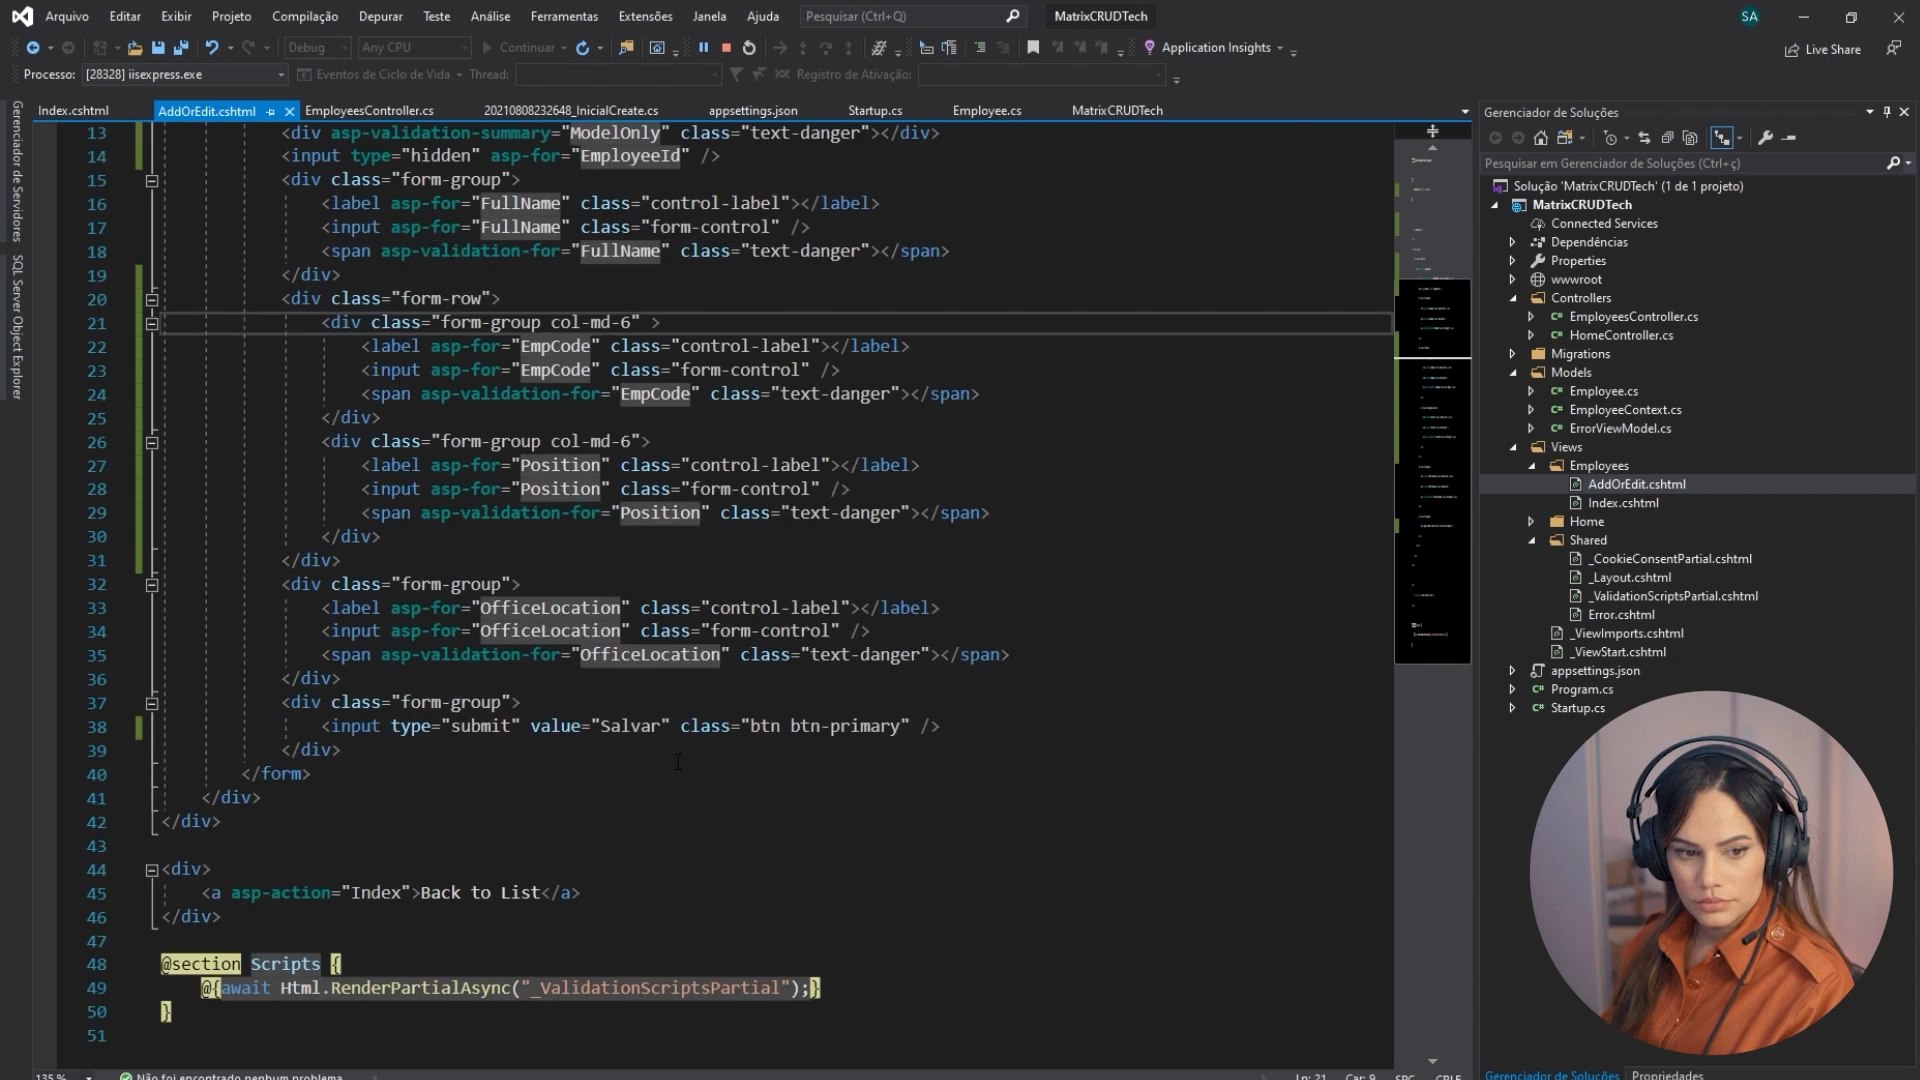 Arquivo Editar Exibir Projeto Compilação Depurar Teste Análise Ferramentas Extensões Janela Ajuda Pesquisar (Ctrl+Q) MatrixCRUDTech SA
Debug Any CPU Continuar Application Insights Live Share
Processo: [28328] iisexpress.exe Eventos de Ciclo de Vida Thread: Registro de Ativação:
Index.cshtml AddOrEdit.cshtml EmployeesController.cs 20210808232648_InicialCreate.cs appsettings.json Startup.cs Employee.cs MatrixCRUDTech
Gerenciador de Servidores
SQL Server Object Explorer
13 <div asp-validation-summary="ModelOnly" class="text-danger"></div>
14 <input type="hidden" asp-for="EmployeeId" />
15 <div class="form-group">
16 <label asp-for="FullName" class="control-label"></label>
17 <input asp-for="FullName" class="form-control" />
18 <span asp-validation-for="FullName" class="text-danger"></span>
19 </div>
20 <div class="form-row">
21 <div class="form-group col-md-6" >
22 <label asp-for="EmpCode" class="control-label"></label>
23 <input asp-for="EmpCode" class="form-control" />
24 <span asp-validation-for="EmpCode" class="text-danger"></span>
25 </div>
26 <div class="form-group col-md-6">
27 <label asp-for="Position" class="control-label"></label>
28 <input asp-for="Position" class="form-control" />
29 <span asp-validation-for="Position" class="text-danger"></span>
30 </div>
31 </div>
32 <div class="form-group">
33 <label asp-for="OfficeLocation" class="control-label"></label>
34 <input asp-for="OfficeLocation" class="form-control" />
35 <span asp-validation-for="OfficeLocation" class="text-danger"></span>
36 </div>
37 <div class="form-group">
38 <input type="submit" value="Salvar" class="btn btn-primary" />
39 </div>
40 </form>
41 </div>
42 </div>
43
44 <div>
45 <a asp-action="Index">Back to List</a>
46 </div>
47
48 @section Scripts {
49 @{await Html.RenderPartialAsync("_ValidationScriptsPartial");}
50 }
51
135 % Não foi encontrado nenhum problema Ln: 21 Car: 9 SPC CRLF
Gerenciador de Soluções
Pesquisar em Gerenciador de Soluções (Ctrl+ç)
Solução 'MatrixCRUDTech' (1 de 1 projeto)
MatrixCRUDTech
Connected Services
Dependências
Properties
wwwroot
Controllers
EmployeesController.cs
HomeController.cs
Migrations
Models
Employee.cs
EmployeeContext.cs
ErrorViewModel.cs
Views
Employees
AddOrEdit.cshtml
Index.cshtml
Home
Shared
_CookieConsentPartial.cshtml
_Layout.cshtml
_ValidationScriptsPartial.cshtml
Error.cshtml
_ViewImports.cshtml
_ViewStart.cshtml
appsettings.json
Program.cs
Startup.cs
Gerenciador de Soluções Propriedades